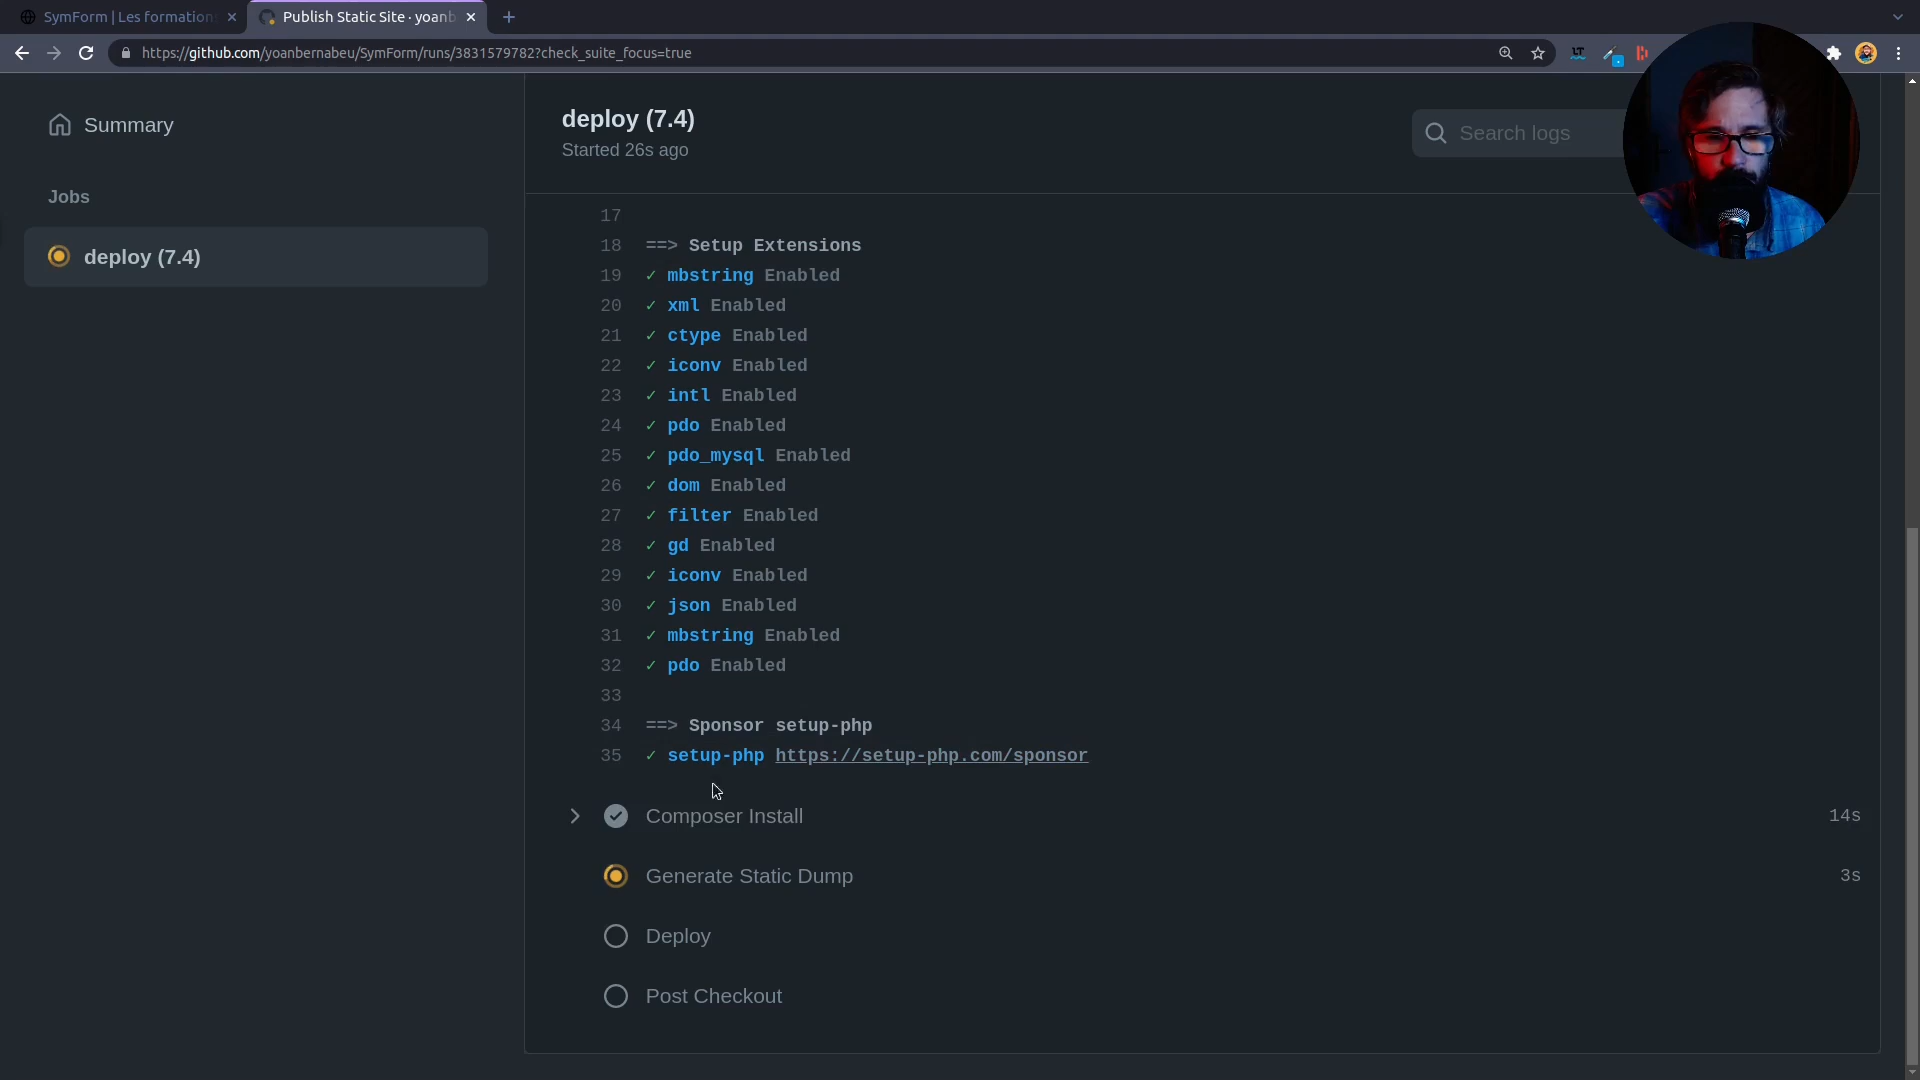 SymForm | Les formation
Publish Static Site · yoanb
https://github.com/yoanbernabeu/SymForm/runs/3831579782?check_suite_focus=true
LT
Summary
Jobs
deploy (7.4)
deploy (7.4)
Started 26s ago
Search logs
17
18 ==> Setup Extensions
19 ✓ mbstring Enabled
20 ✓ xml Enabled
21 ✓ ctype Enabled
22 ✓ iconv Enabled
23 ✓ intl Enabled
24 ✓ pdo Enabled
25 ✓ pdo_mysql Enabled
26 ✓ dom Enabled
27 ✓ filter Enabled
28 ✓ gd Enabled
29 ✓ iconv Enabled
30 ✓ json Enabled
31 ✓ mbstring Enabled
32 ✓ pdo Enabled
33
34 ==> Sponsor setup-php
35 ✓ setup-php https://setup-php.com/sponsor
Composer Install 14s
Generate Static Dump 3s
Deploy
Post Checkout